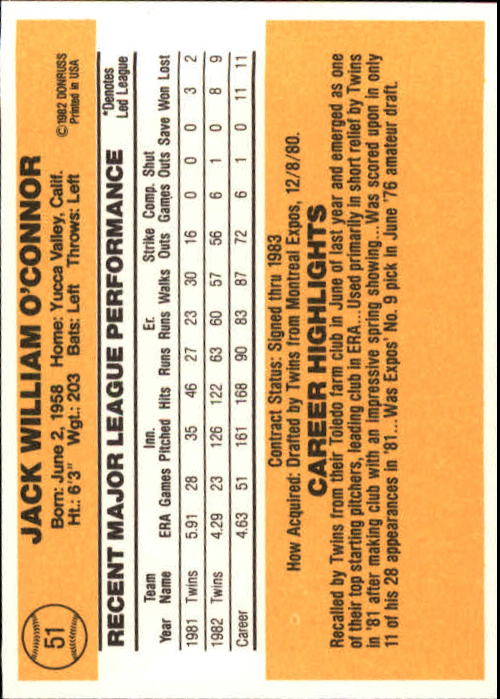 51
JACK WILLIAM O'CONNOR
Born: June 2, 1958 Home: Yucca Valley, Calif.
Ht.: 6'3" Wgt.: 203 Bats: Left Throws: Left
©1982 DONRUSS
Printed in USA
RECENT MAJOR LEAGUE PERFORMANCE
*Denotes
Led League
Team Inn. Er. Strike Comp. Shut
Year Name ERA Games Pitched Hits Runs Runs Walks Outs Games Outs Save Won Lost
1981 Twins 5.91 28 35 46 27 23 30 16 0 0 0 3 2
1982 Twins 4.29 23 126 122 63 60 57 56 6 1 0 8 9
Career 4.63 51 161 168 90 83 87 72 6 1 0 11 11
Contract Status: Signed thru 1983
How Acquired: Drafted by Twins from Montreal Expos, 12/8/80.
CAREER HIGHLIGHTS
Recalled by Twins from their Toledo farm club in June of last year and emerged as one
of their top starting pitchers, leading club in ERA...Used primarily in short relief by Twins
in '81 after making club with an impressive spring showing...Was scored upon in only
11 of his 28 appearances in '81...Was Expos' No. 9 pick in June '76 amateur draft.